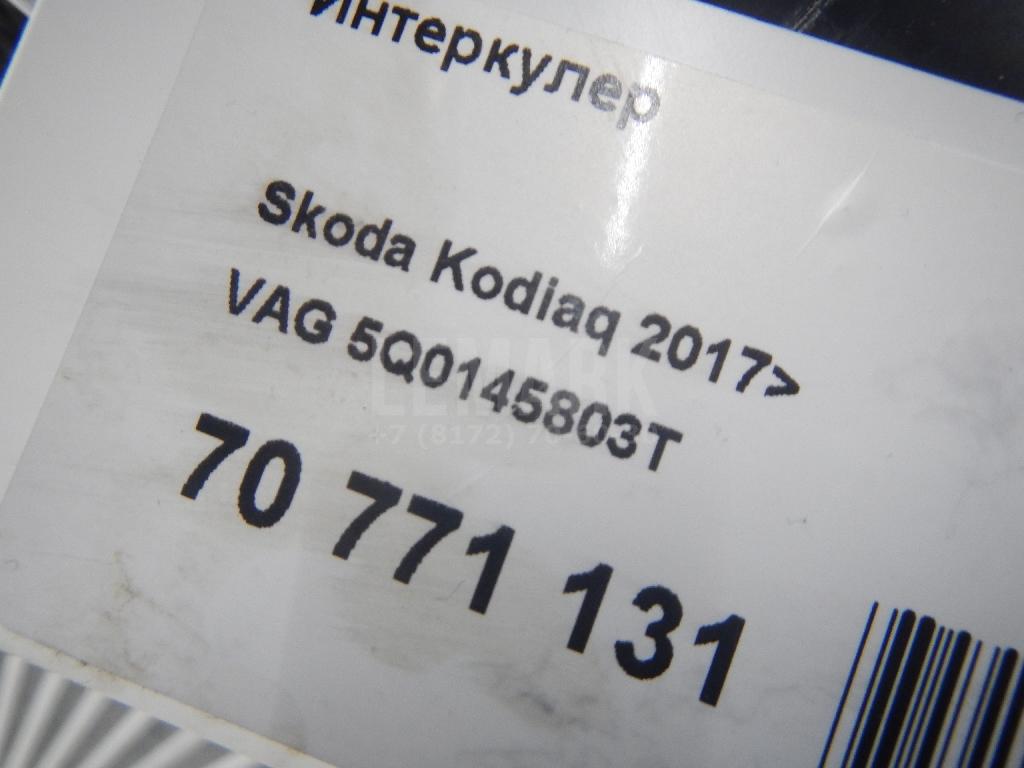 Интеркулер
Skoda Kodiaq 2017>
VAG 5Q0145803T
70 771 131